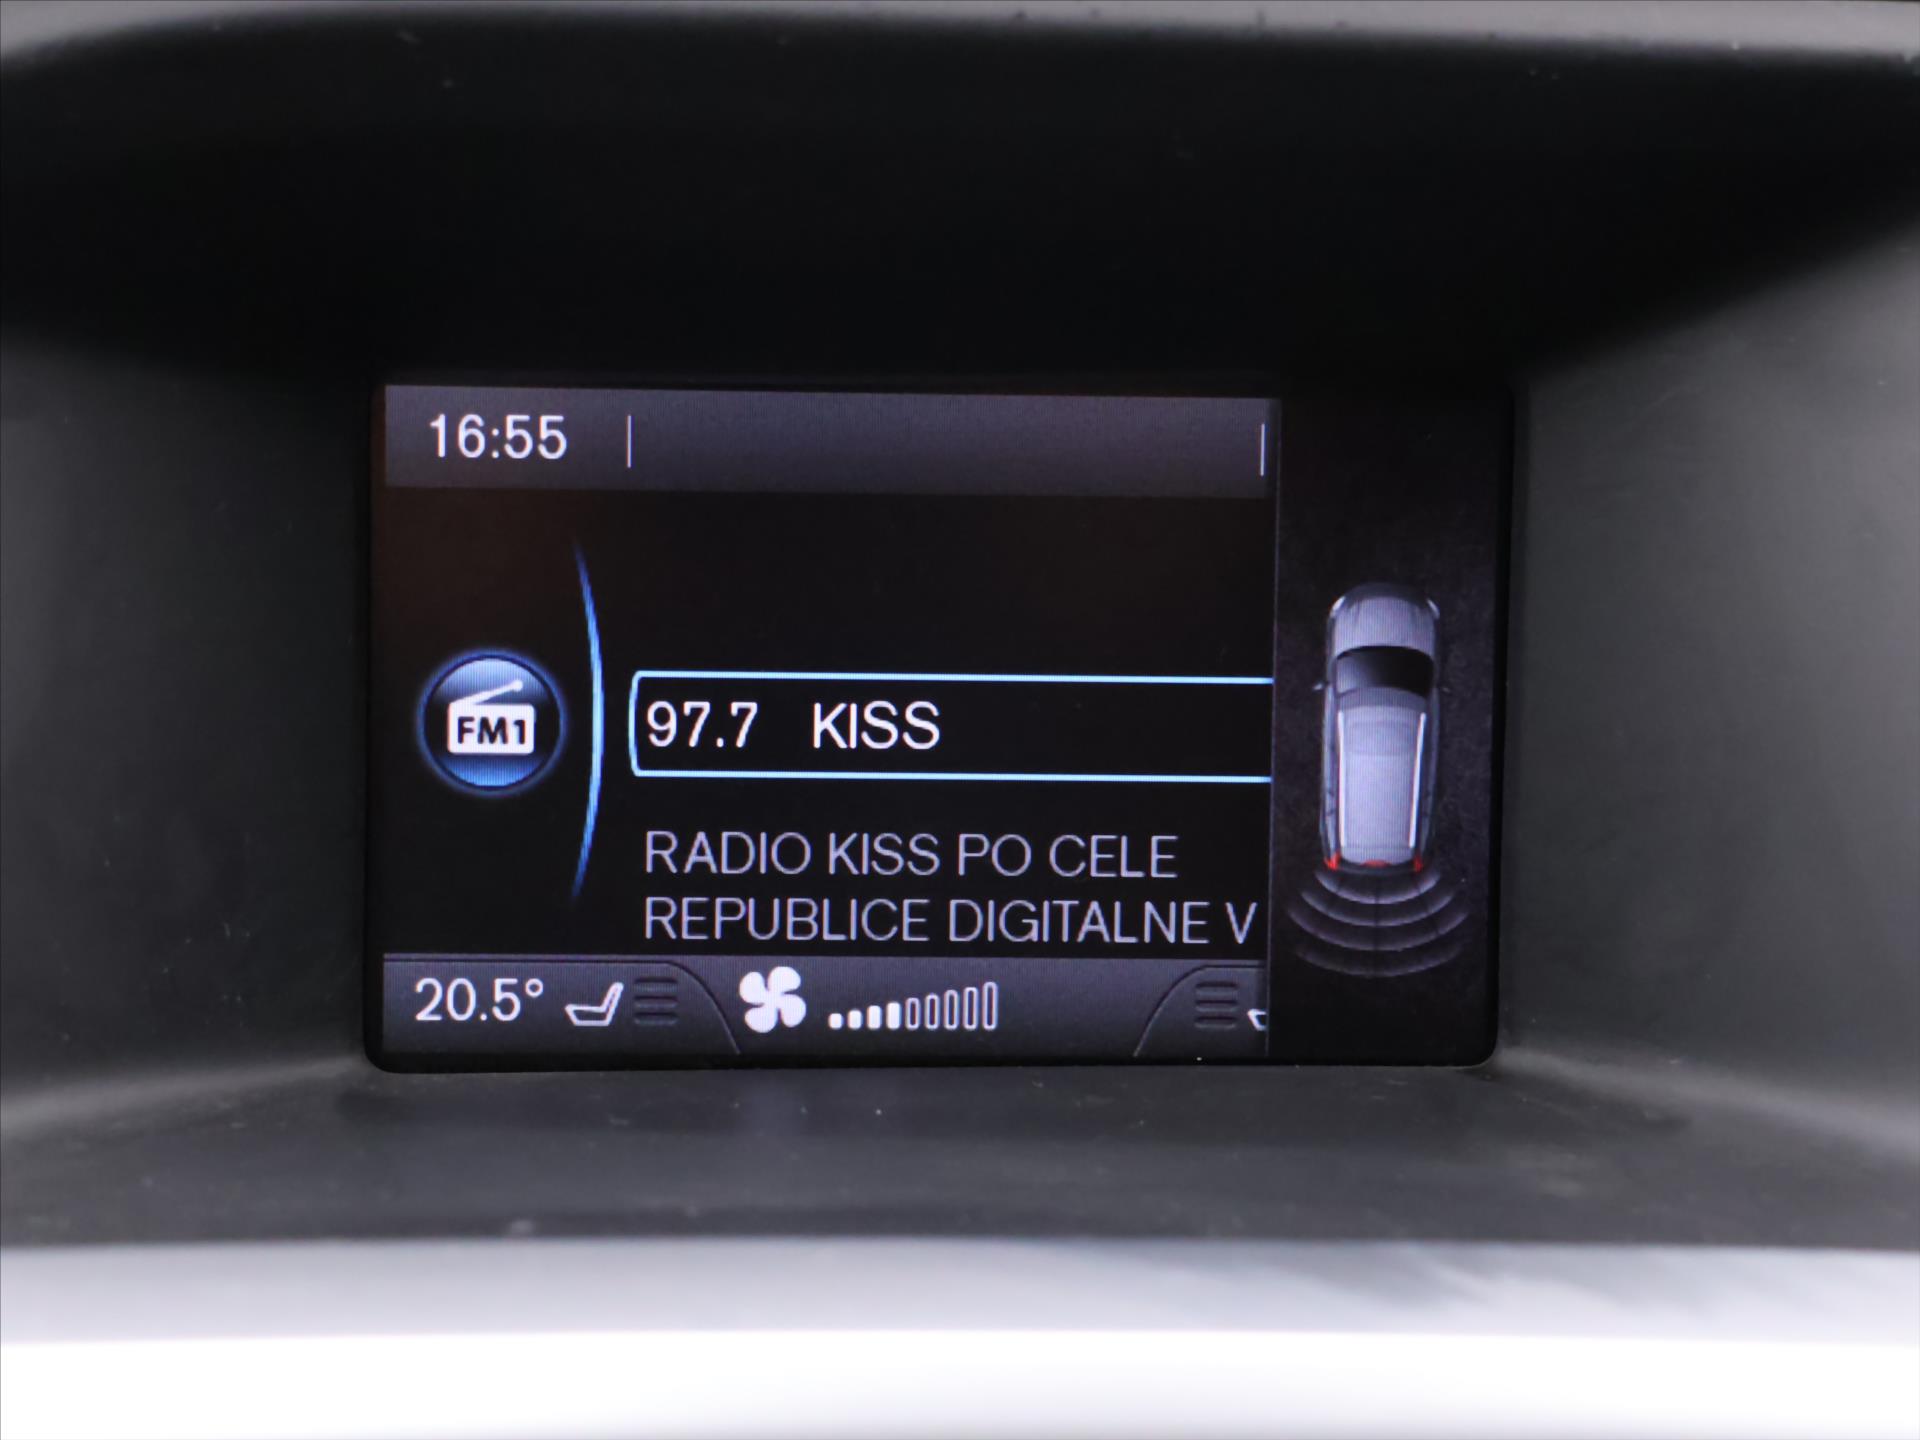 16:55
FM1
97.7 KISS
RADIO KISS PO CELE
REPUBLICE DIGITALNE V
20.5°